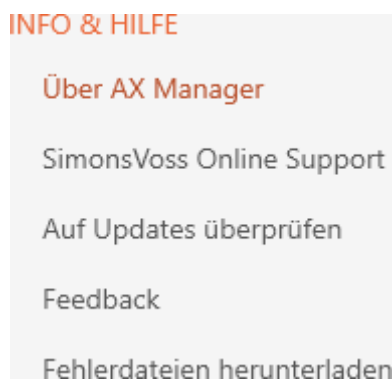 INFO & HILFE
Über AX Manager
SimonsVoss Online Support
Auf Updates überprüfen
Feedback
Fehlerdateien herunterladen